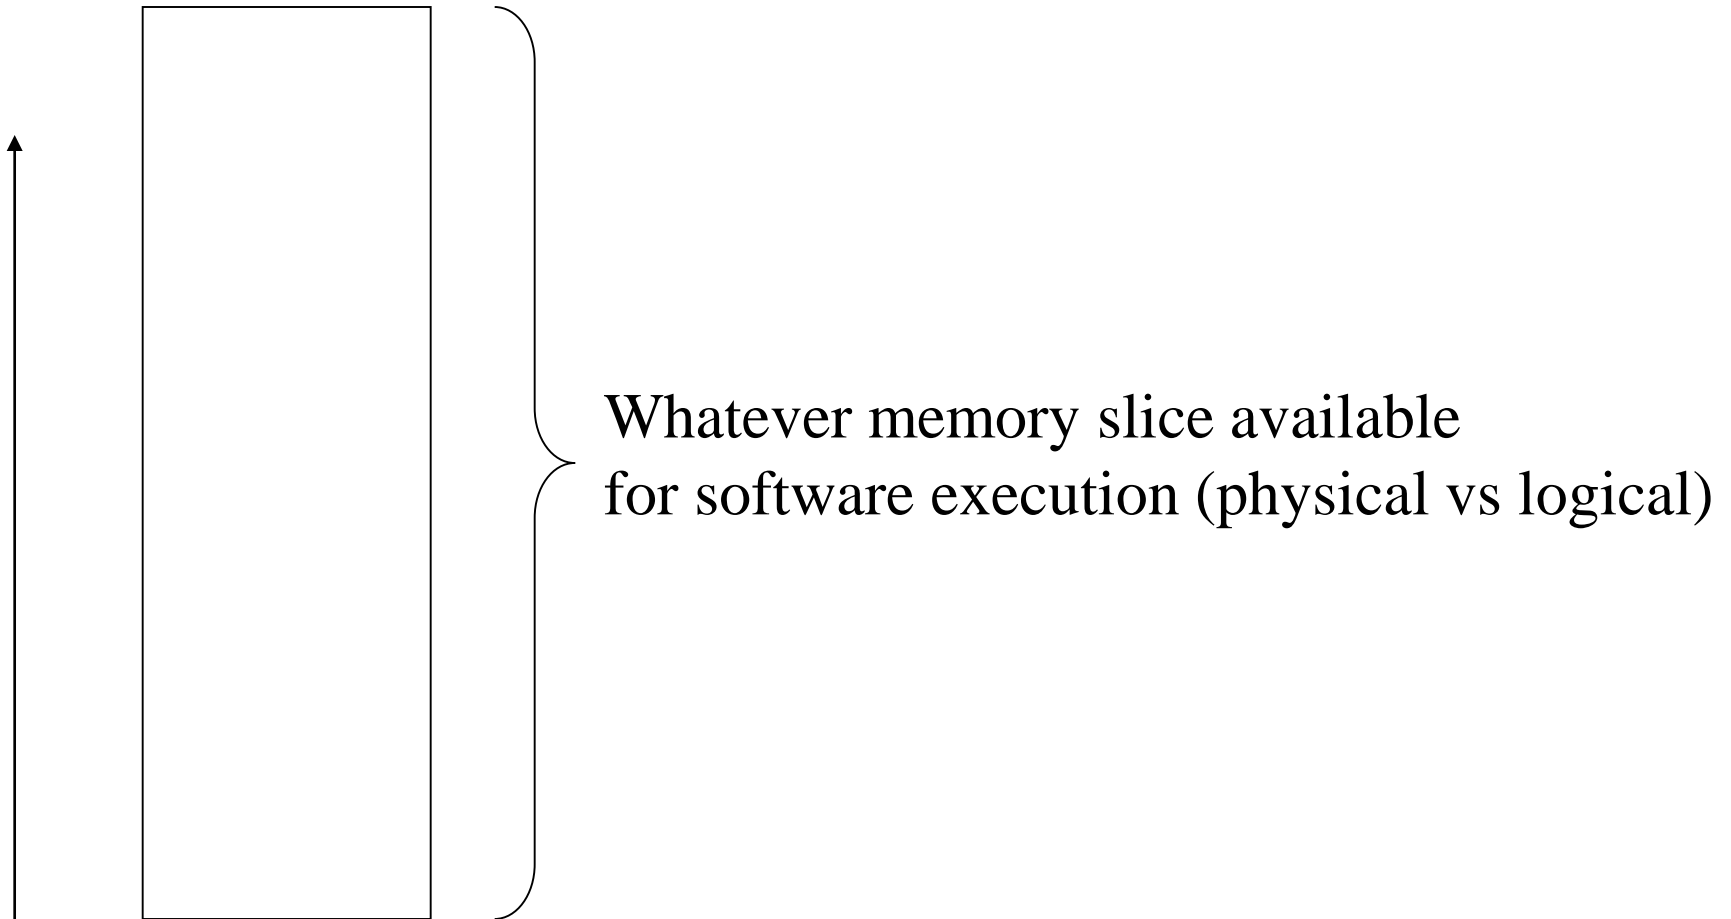 Whatever memory slice available
for software execution (physical vs logical)